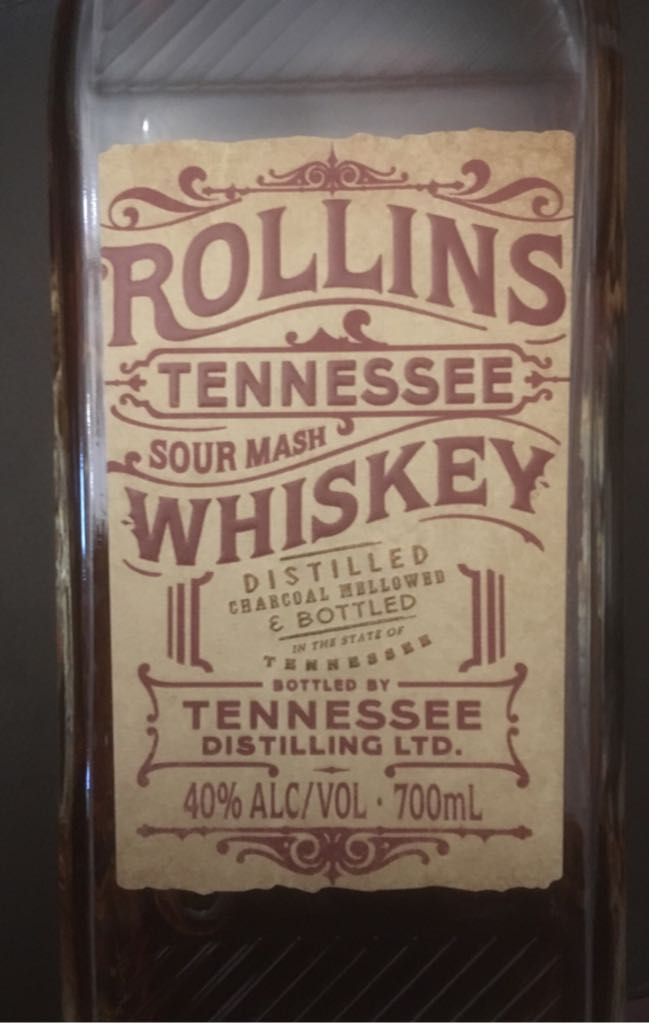 ROLLINS
TENNESSEE
SOUR MASH
WHISKEY
DISTILLED
CHARCOAL MELLOWED
& BOTTLED
IN THE STATE OF
TENNESSEE
BOTTLED BY
TENNESSEE
DISTILLING LTD.
40% ALC/VOL · 700mL